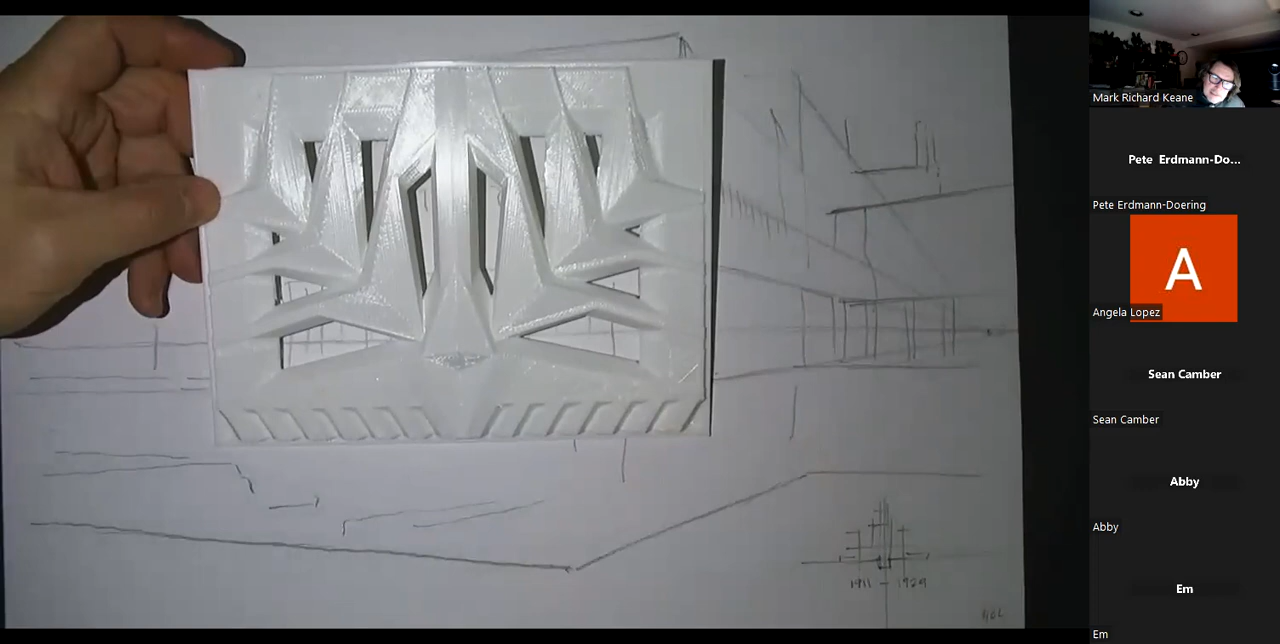 Mark Richard Keane
Pete Erdmann-Do...
Pete Erdmann-Doering
A
Angela Lopez
Sean Camber
Sean Camber
Abby
Abby
Em
Em
1911 - 1929